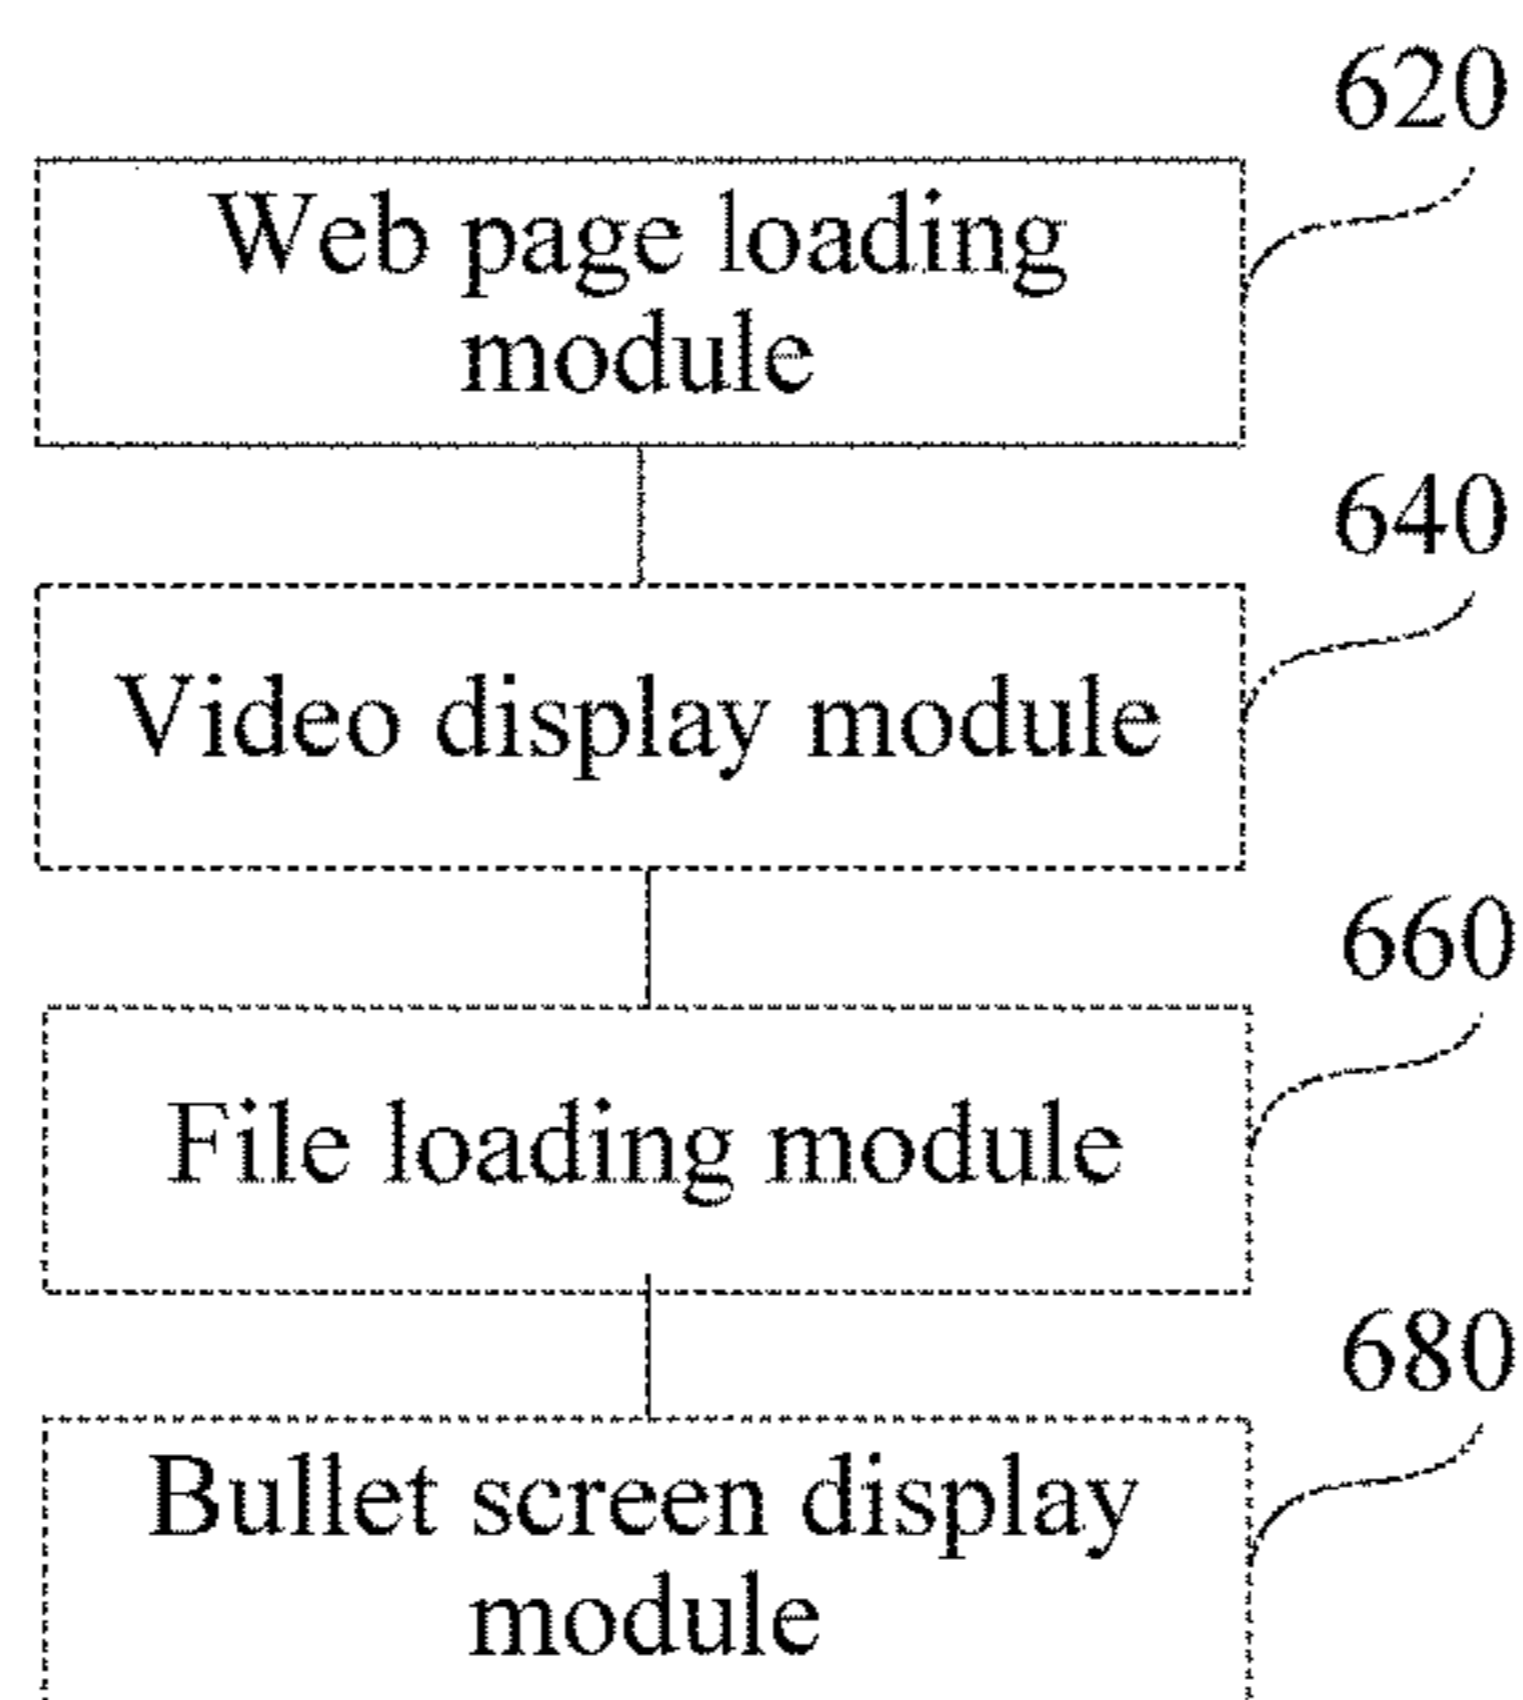 620
Web page loading
module
640
Video display module
660
File loading module
680
Bullet screen display
module